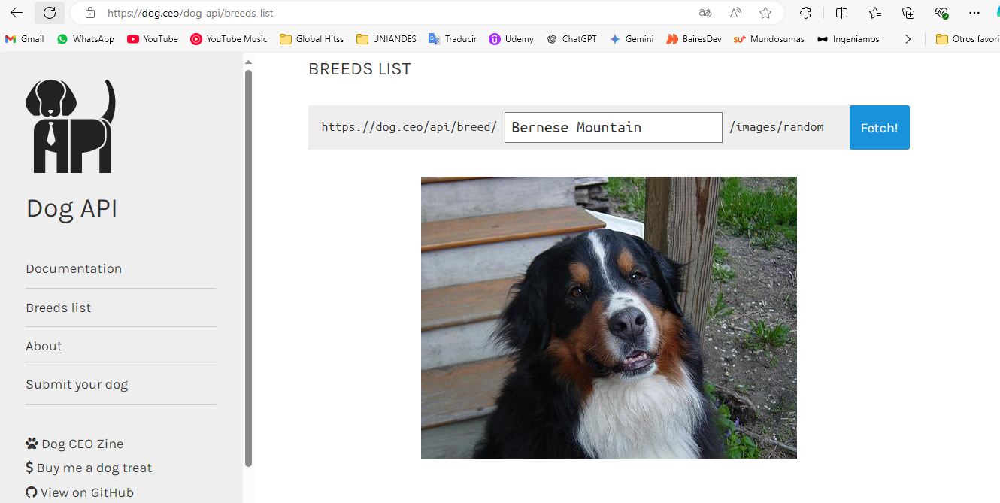 https://dog.ceo/dog-api/breeds-list
Gmail WhatsApp YouTube YouTube Music Global Hitss UNIANDES Traducir Udemy ChatGPT Gemini BairesDev SU+ Mundosumas Ingeniamos Otros favori
API
Dog API
Documentation
Breeds list
About
Submit your dog
Dog CEO Zine
$ Buy me a dog treat
View on GitHub
BREEDS LIST
https://dog.ceo/api/breed/ Bernese Mountain /images/random Fetch!